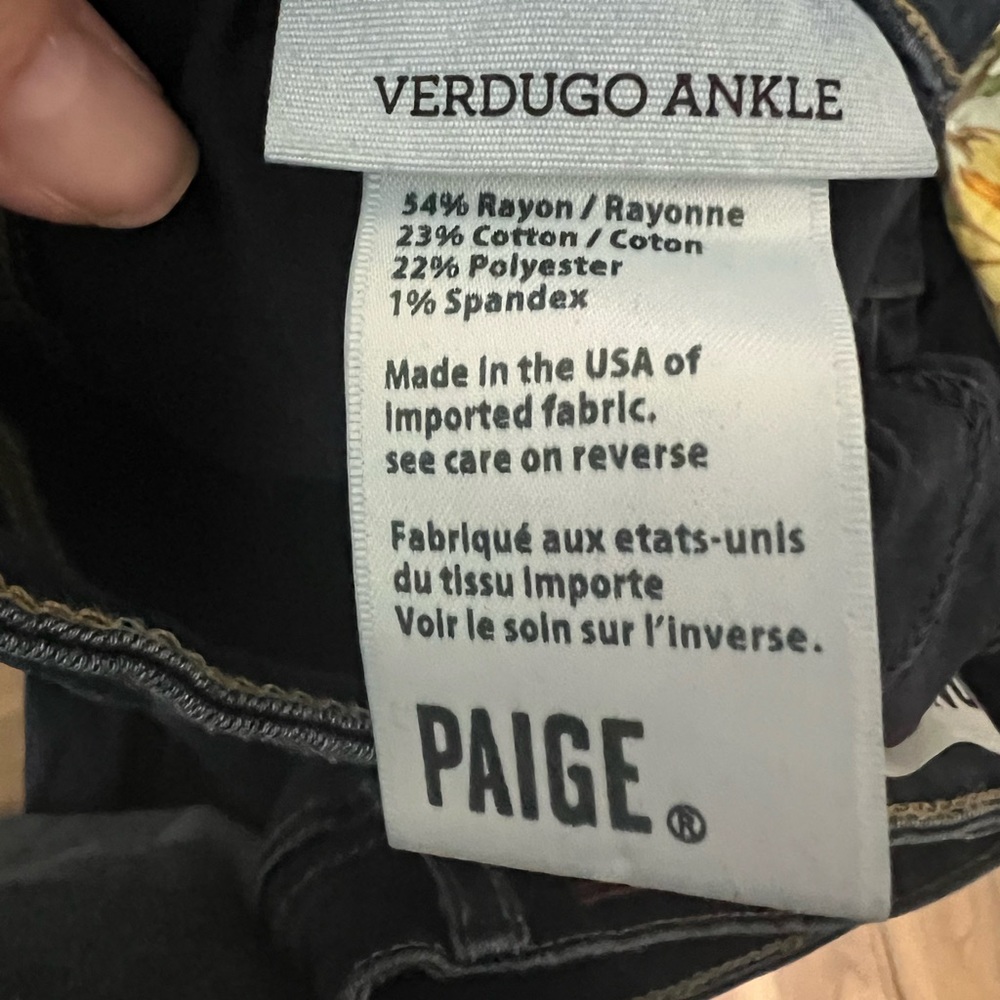 VERDUGO ANKLE
54% Rayon / Rayonne
23% Cotton / Coton
22% Polyester
1% Spandex
Made in the USA of
imported fabric.
see care on reverse
Fabriqué aux etats-unis
du tissu importe
Voir le soin sur l'inverse.
PAIGE®